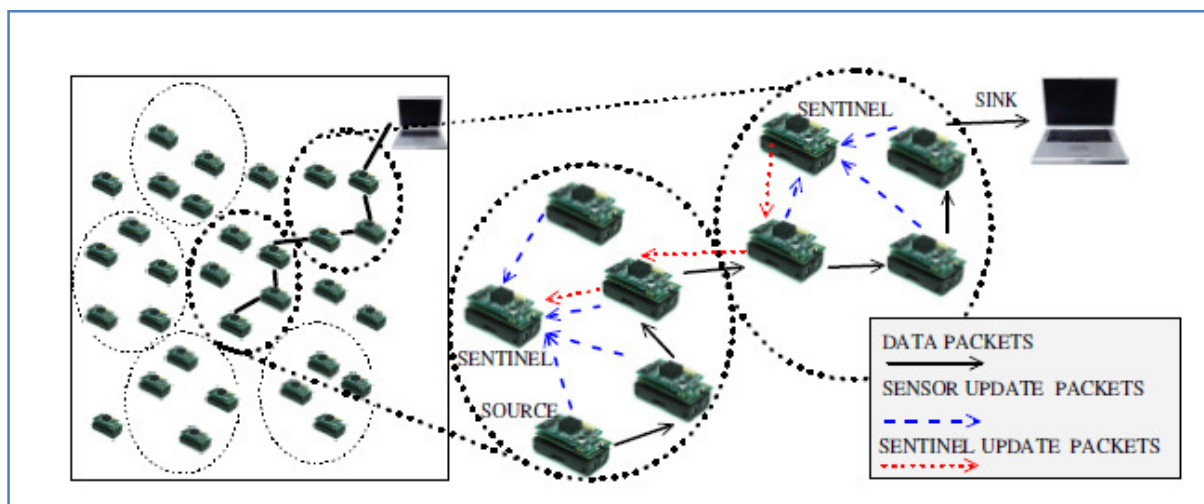 SENTINEL
SINK
SENTINEL
SOURCE
DATA PACKETS
SENSOR UPDATE PACKETS
SENTINEL UPDATE PACKETS